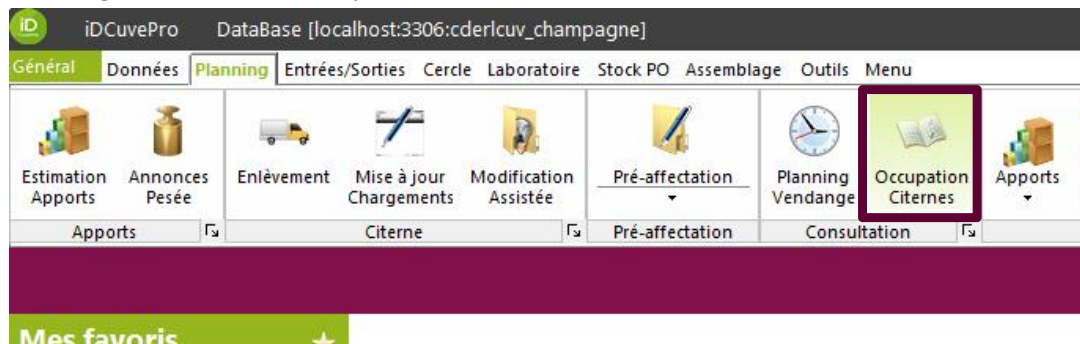 iD iDCuvePro DataBase [localhost:3306:cderlcuv_champagne]
Général Données Planning Entrées/Sorties Cercle Laboratoire Stock PO Assemblage Outils Menu
Estimation Apports
Annonces Pesée
Enlèvement
Mise à jour Chargements
Modification Assistée
Pré-affectation
Planning Vendange
Occupation Citernes
Apports
Apports Citerne Pré-affectation Consultation
Mes favoris